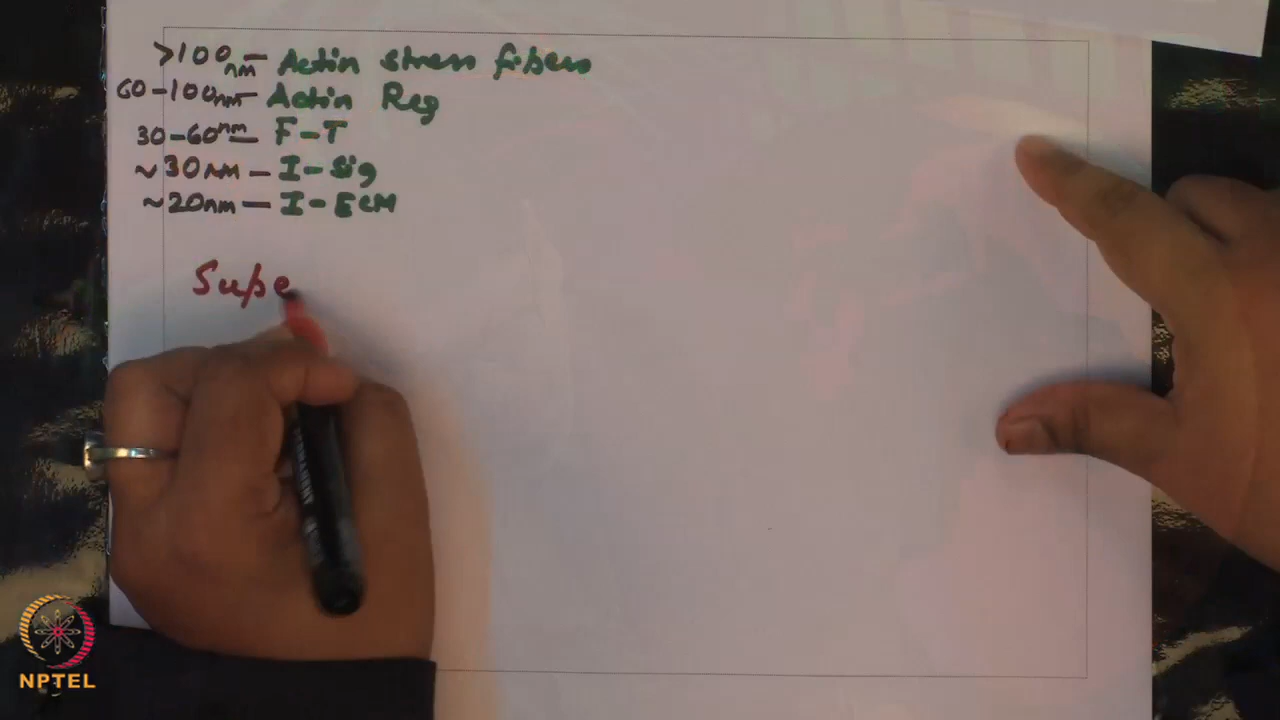 >100nm - Actin stress fibers
60-100nm - Actin Reg
30-60nm - F-T
~30nm - I-Sig
~20nm - I-ECM
Supe
NPTEL